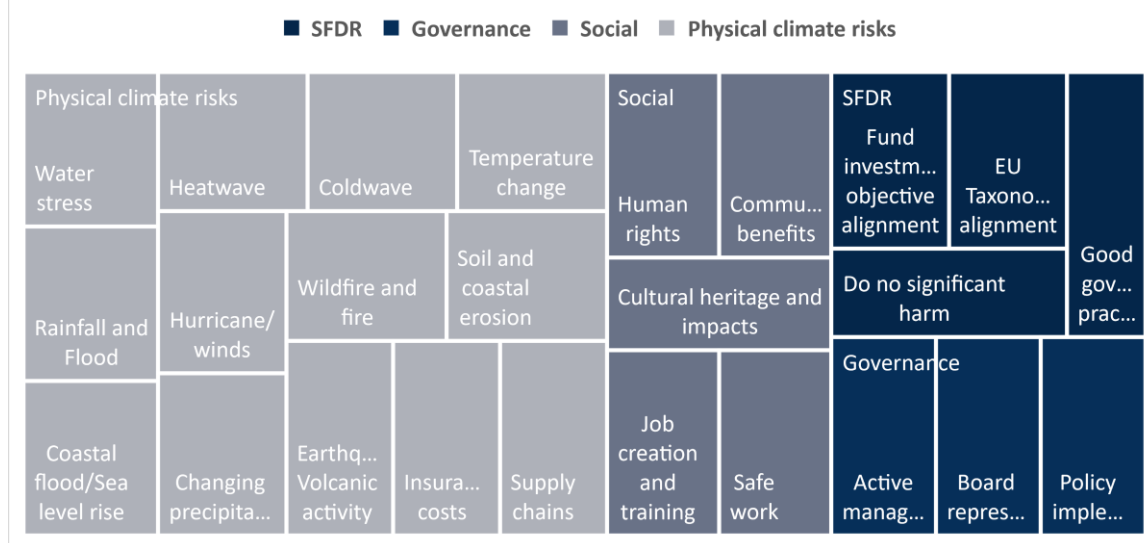 SFDR Governance Social Physical climate risks
Physical climate risks
Water
stress
Heatwave
Coldwave
Temperature
change
Rainfall and
Flood
Hurricane/
winds
Wildfire and
fire
Soil and
coastal
erosion
Coastal
flood/Sea
level rise
Changing
precipita...
Earthq...
Volcanic
activity
Insura...
costs
Supply
chains
Social
Human
rights
Commu...
benefits
Cultural heritage and
impacts
Job
creation
and
training
Safe
work
SFDR
Fund
investm...
objective
alignment
EU
Taxono...
alignment
Good
gov...
prac...
Do no significant
harm
Governance
Active
manag...
Board
repres...
Policy
imple...